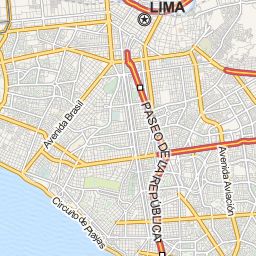 LIMA
Avenida Brasil
PASEO DE LA REPÚBLICA
Avenida Aviación
Circuito de Playas